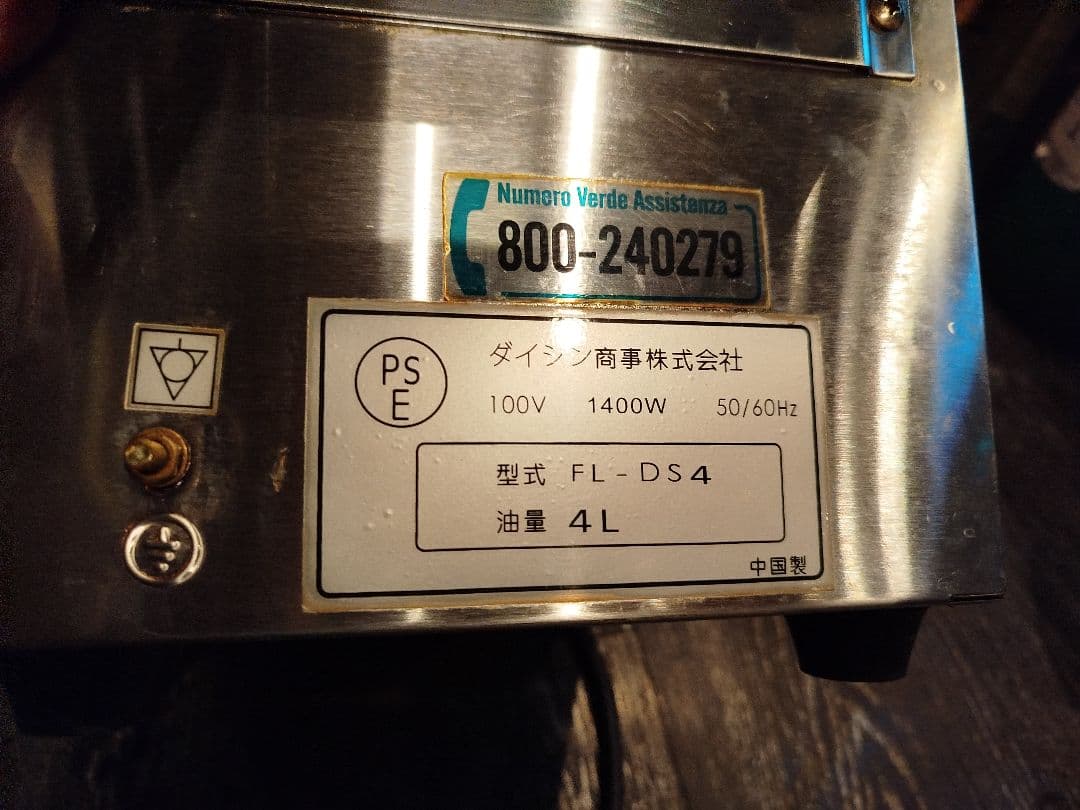 Numero Verde Assistenza
800-240279
PS
E
ダイシン商事株式会社
100V 1400W 50/60Hz
型式 FL-DS4
油量 4L
中国製